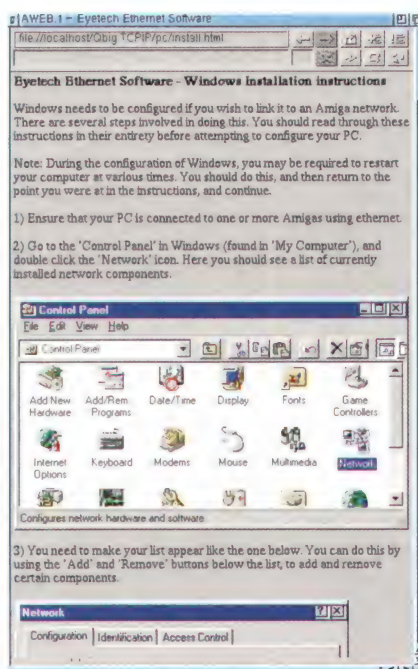 AWEB.1 - Eyetech Ethernet Software
file://localhost/Qbig TCPIP/pc/install.html
Eyetech Ethernet Software - Windows installation instructions
Windows needs to be configured if you wish to link it to an Amiga network.
There are several steps involved in doing this. You should read through these
instructions in their entirety before attempting to configure your PC.
Note: During the configuration of Windows, you may be required to restart
your computer at various times. You should do this, and then return to the
point you were at in the instructions, and continue.
1) Ensure that your PC is connected to one or more Amigas using ethernet.
2) Go to the 'Control Panel' in Windows (found in 'My Computer'), and
double click the 'Network' icon. Here you should see a list of currently
installed network components.
Control Panel
File Edit View Help
Control Panel
Add New Hardware
Add/Rem Programs
Date/Time
Display
Fonts
Game Controllers
Internet Options
Keyboard
Modems
Mouse
Multimedia
Network
Configures network hardware and software
3) You need to make your list appear like the one below. You can do this by
using the 'Add' and 'Remove' buttons below the list, to add and remove
certain components.
Network
Configuration Identification Access Control